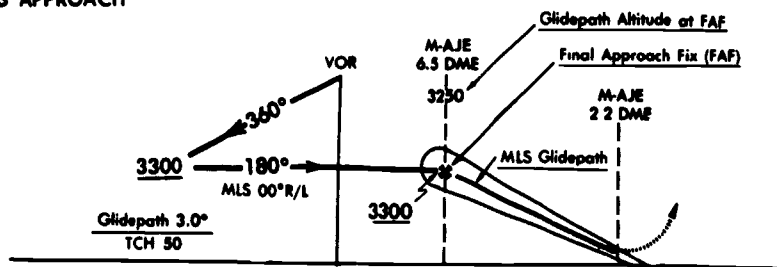 Glidepath Altitude at FAF
M-AJE
6.5 DME
Final Approach Fix (FAF)
VOR
3250
M-AJE
2 2 DME
360°
MLS Glidepath
3300
180°
MLS 00°R/L
3300
Glidepath 3.0°
TCH 50